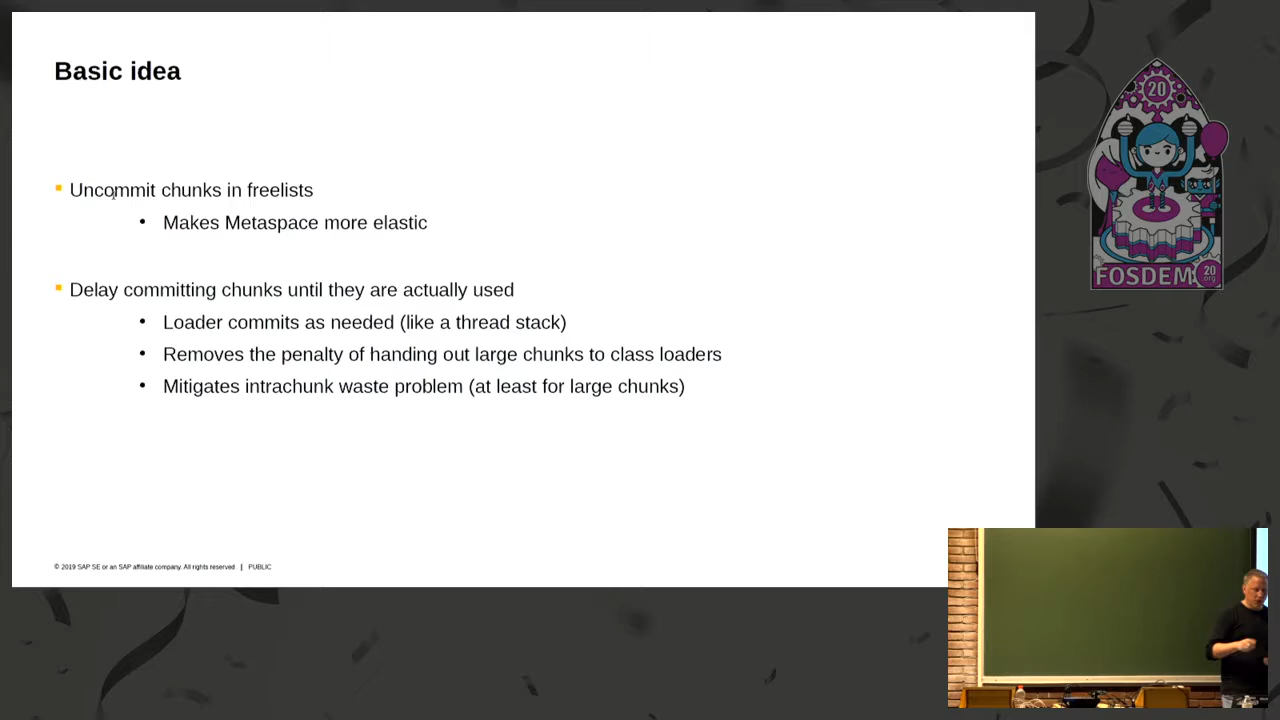 Basic idea
Uncommit chunks in freelists
Makes Metaspace more elastic
Delay committing chunks until they are actually used
Loader commits as needed (like a thread stack)
Removes the penalty of handing out large chunks to class loaders
Mitigates intrachunk waste problem (at least for large chunks)
© 2019 SAP SE or an SAP affiliate company. All rights reserved | PUBLIC
20
FOSDEM
20
.org